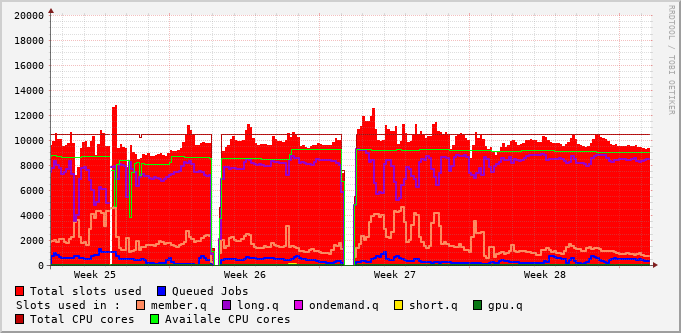 20000
18000
16000
14000
12000
10000
8000
6000
4000
2000
0
Week 25 Week 26 Week 27 Week 28
RRDTOOL / TOBI OETIKER
Total slots used Queued Jobs
Slots used in : member.q long.q ondemand.q short.q gpu.q
Total CPU cores Availale CPU cores